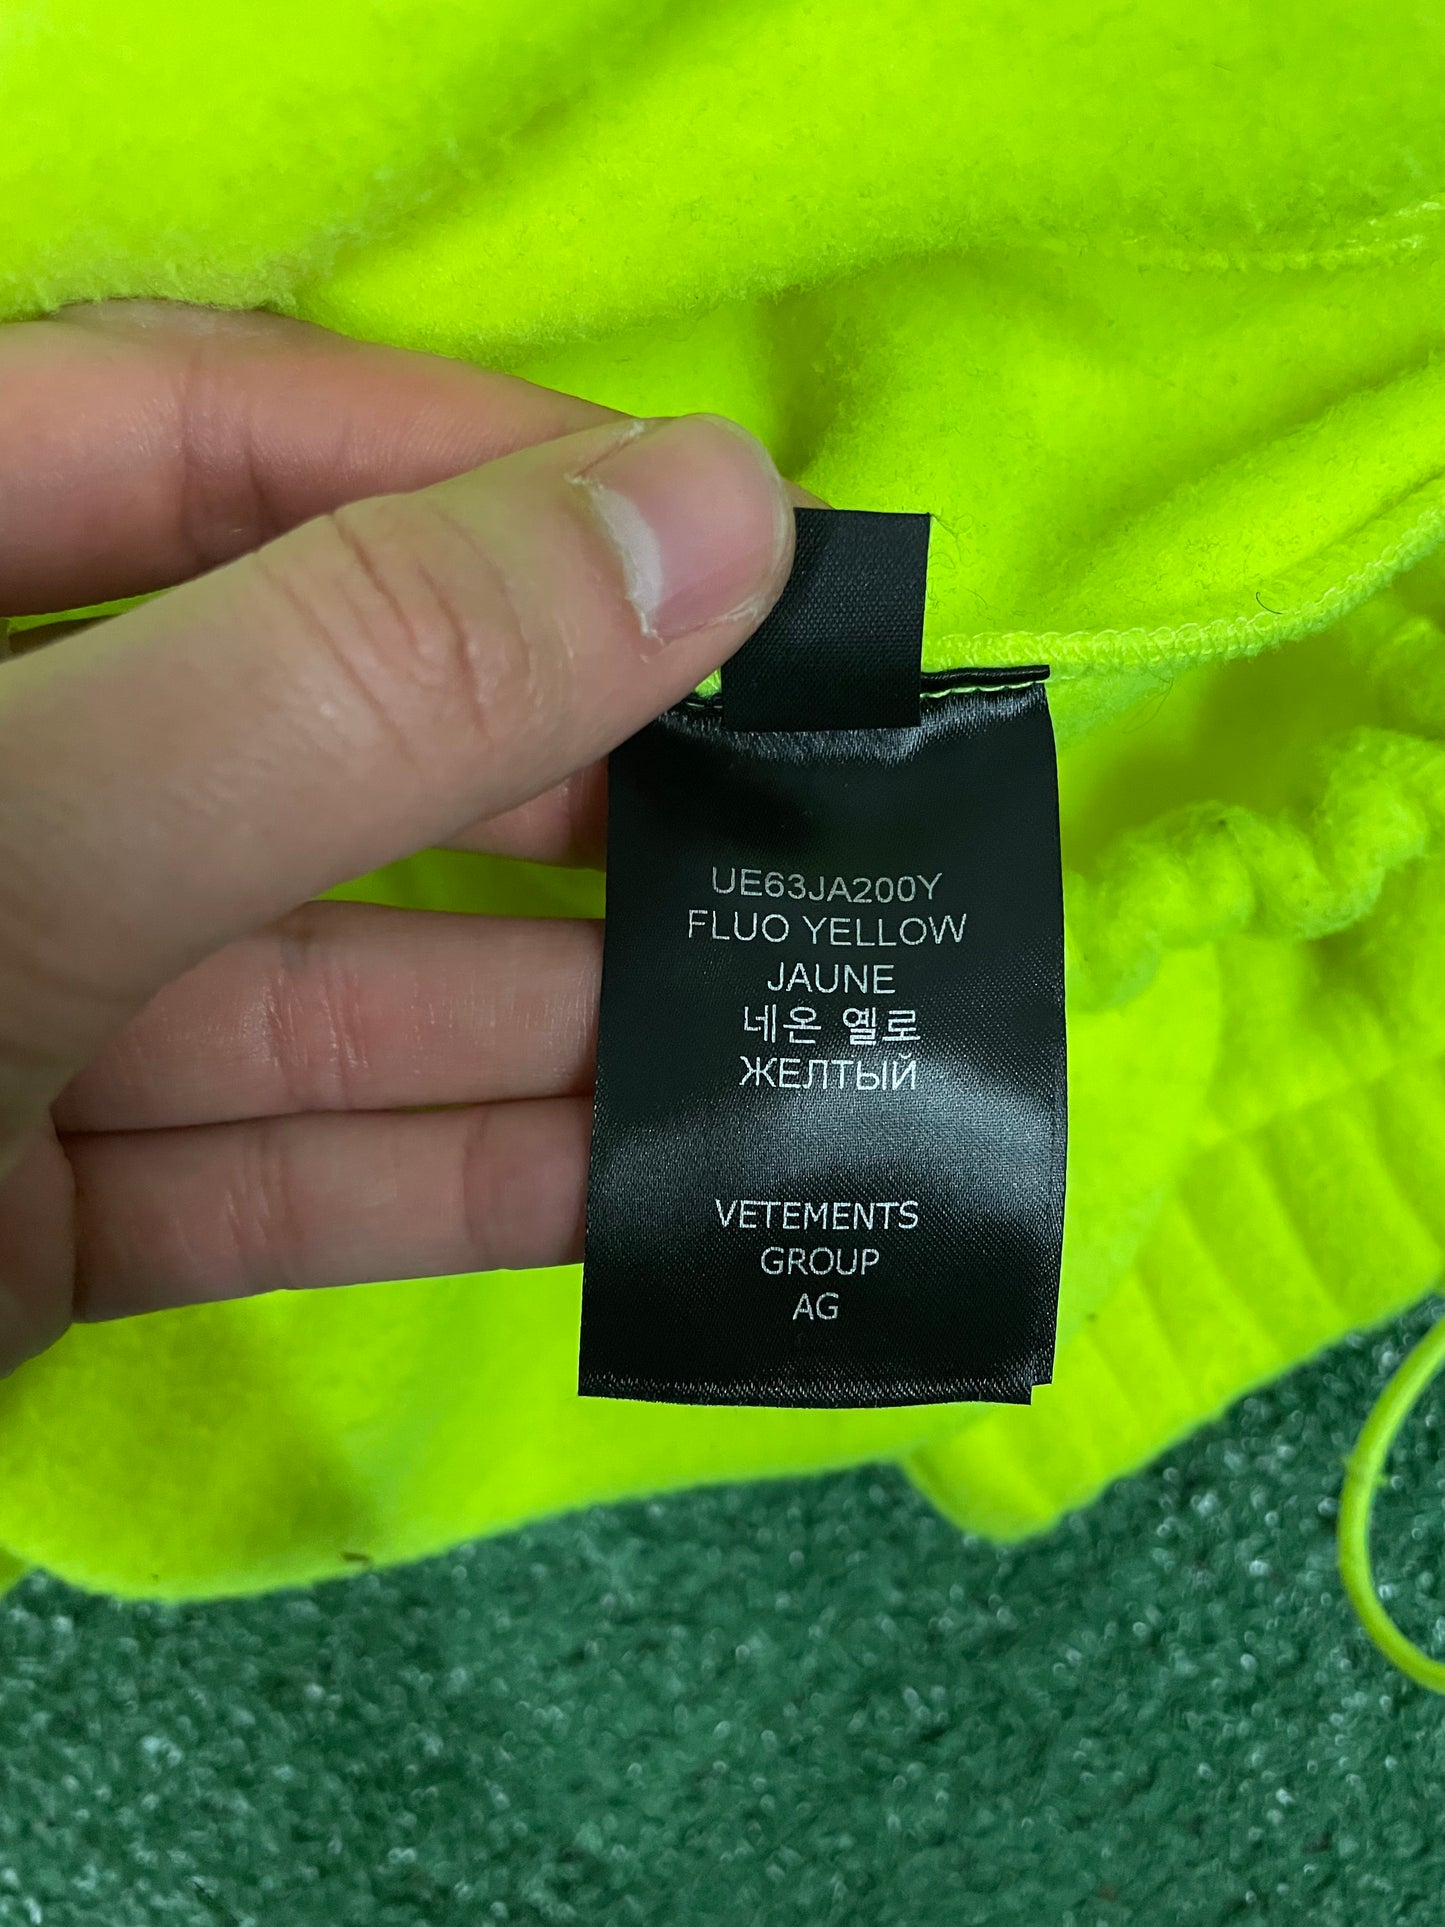 UE63JA200Y
FLUO YELLOW
JAUNE
네온 옐로
ЖЕЛТЫЙ
VETEMENTS
GROUP
AG